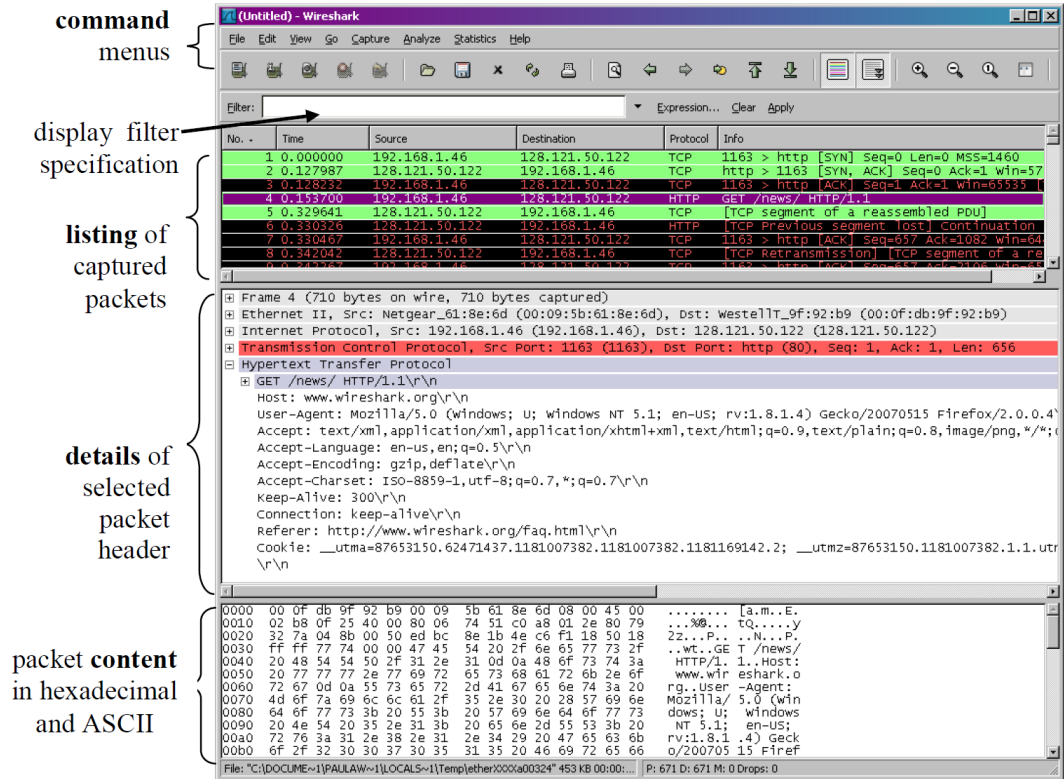 command
menus
(Untitled) - Wireshark
File Edit View Go Capture Analyze Statistics Help
Filter: Expression... Clear Apply
display filter
specification
No. - Time Source Destination Protocol Info
1 0.000000 192.168.1.46 128.121.50.122 TCP 1163 > http [SYN] Seq=0 Len=0 MSS=1460
2 0.127987 128.121.50.122 192.168.1.46 TCP http > 1163 [SYN, ACK] Seq=0 Ack=1 Win=57
3 0.128232 192.168.1.46 128.121.50.122 TCP 1163 > http [ACK] Seq=1 Ack=1 Win=65535 [
4 0.153700 192.168.1.46 128.121.50.122 HTTP GET /news/ HTTP/1.1
5 0.329641 128.121.50.122 192.168.1.46 TCP [TCP segment of a reassembled PDU]
6 0.330326 128.121.50.122 192.168.1.46 HTTP [TCP Previous segment lost] Continuation
7 0.330467 192.168.1.46 128.121.50.122 TCP 1163 > http [ACK] Seq=657 Ack=1082 Win=64
8 0.342042 128.121.50.122 192.168.1.46 TCP [TCP Retransmission] [TCP segment of a re
listing of
captured
packets
Frame 4 (710 bytes on wire, 710 bytes captured)
Ethernet II, Src: Netgear_61:8e:6d (00:09:5b:61:8e:6d), Dst: WestellT_9f:92:b9 (00:0f:db:9f:92:b9)
Internet Protocol, Src: 192.168.1.46 (192.168.1.46), Dst: 128.121.50.122 (128.121.50.122)
Transmission Control Protocol, Src Port: 1163 (1163), Dst Port: http (80), Seq: 1, Ack: 1, Len: 656
Hypertext Transfer Protocol
GET /news/ HTTP/1.1\r\n
Host: www.wireshark.org\r\n
User-Agent: Mozilla/5.0 (Windows; U; Windows NT 5.1; en-US; rv:1.8.1.4) Gecko/20070515 Firefox/2.0.0.4\
Accept: text/xml,application/xml,application/xhtml+xml,text/html;q=0.9,text/plain;q=0.8,image/png,*/*;
Accept-Language: en-us,en;q=0.5\r\n
Accept-Encoding: gzip,deflate\r\n
Accept-Charset: ISO-8859-1,utf-8;q=0.7,*;q=0.7\r\n
Keep-Alive: 300\r\n
Connection: keep-alive\r\n
Referer: http://www.wireshark.org/faq.html\r\n
Cookie: __utma=87653150.62471437.1181007382.1181007382.1181169142.2; __utmz=87653150.1181007382.1.1.utm
\r\n
details of
selected
packet
header
0000 00 0f db 9f 92 b9 00 09 5b 61 8e 6d 08 00 45 00 ........ [a.m..E.
0010 02 b8 0f 25 40 00 80 06 74 51 c0 a8 01 2e 80 79 ...%@... tQ.....y
0020 32 7a 04 8b 00 50 ed bc 8e 1b 4e c6 f1 18 50 18 2z...P.. ..N...P.
0030 ff ff 77 74 00 00 47 45 54 20 2f 6e 65 77 73 2f ..wt..GE T /news/
0040 20 48 54 54 50 2f 31 2e 31 0d 0a 48 6f 73 74 3a HTTP/1. 1..Host:
0050 20 77 77 77 2e 77 69 72 65 73 68 61 72 6b 2e 6f www.wir eshark.o
0060 72 67 0d 0a 55 73 65 72 2d 41 67 65 6e 74 3a 20 rg..User -Agent:
0070 4d 6f 7a 69 6c 6c 61 2f 35 2e 30 20 28 57 69 6e Mozilla/ 5.0 (Win
0080 64 6f 77 73 3b 20 55 3b 20 57 69 6e 64 6f 77 73 dows; U; Windows
0090 20 4e 54 20 35 2e 31 3b 20 65 6e 2d 55 53 3b 20 NT 5.1; en-US;
00a0 72 76 3a 31 2e 38 2e 31 2e 34 29 20 47 65 63 6b rv:1.8.1 .4) Geck
00b0 6f 2f 32 30 30 37 30 35 31 35 20 46 69 72 65 66 o/200705 15 Firef
packet content
in hexadecimal
and ASCII
File: "C:\DOCUME~1\PAULAW~1\LOCALS~1\Temp\etherXXXXa00324" 453 KB 00:00:... P: 671 D: 671 M: 0 Drops: 0